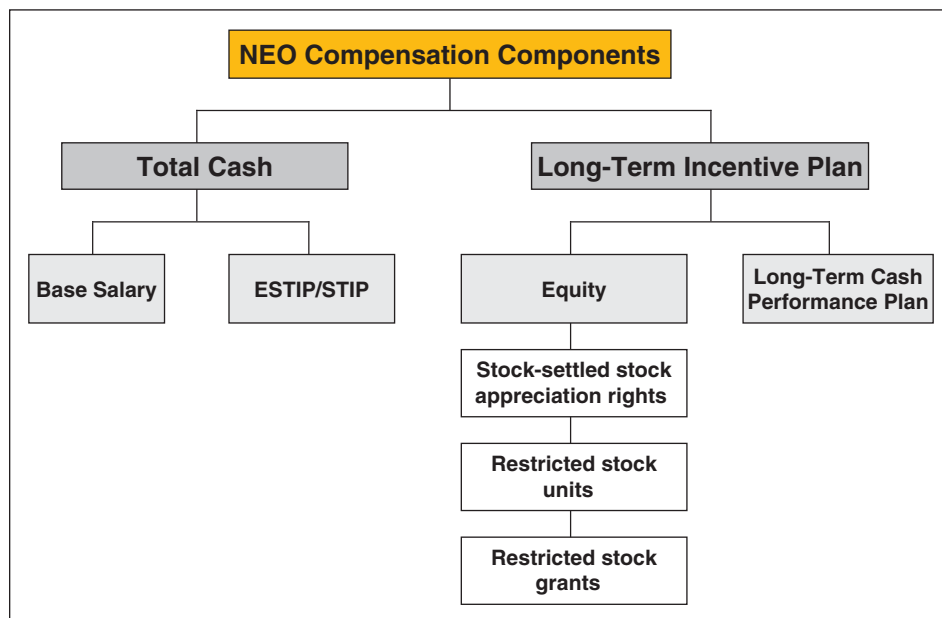 NEO Compensation Components
Total Cash
Long-Term Incentive Plan
Base Salary
ESTIP/STIP
Equity
Long-Term Cash
Performance Plan
Stock-settled stock
appreciation rights
Restricted stock
units
Restricted stock
grants